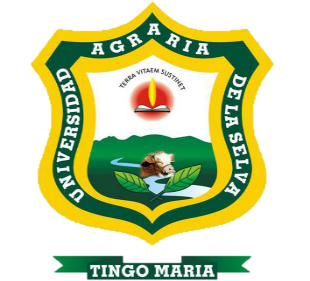 UNIVERSIDAD AGRARIA DE LA SELVA
TERRA VITAEM SUSTINET
TINGO MARIA